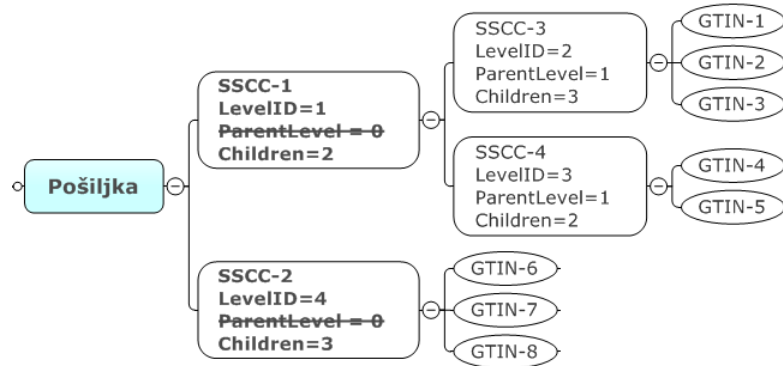 Pošiljka
SSCC-1
LevelID=1
ParentLevel = 0
Children=2
SSCC-3
LevelID=2
ParentLevel=1
Children=3
GTIN-1
GTIN-2
GTIN-3
SSCC-4
LevelID=3
ParentLevel=1
Children=2
GTIN-4
GTIN-5
SSCC-2
LevelID=4
ParentLevel = 0
Children=3
GTIN-6
GTIN-7
GTIN-8